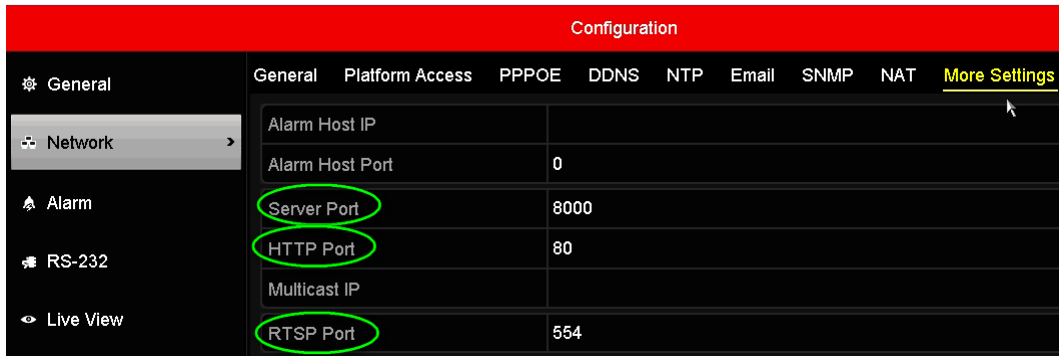 Configuration
General
Network
Alarm
RS-232
Live View
General Platform Access PPPOE DDNS NTP Email SNMP NAT More Settings
Alarm Host IP
Alarm Host Port 0
Server Port 8000
HTTP Port 80
Multicast IP
RTSP Port 554